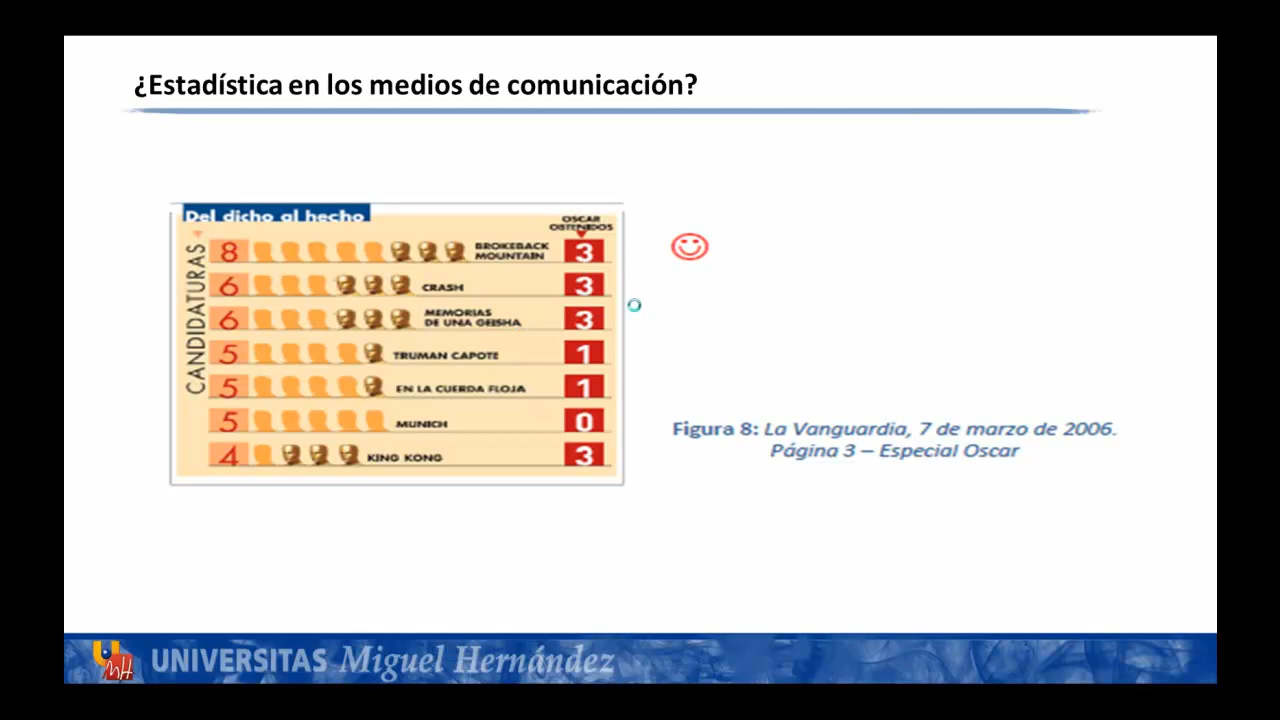 ¿Estadística en los medios de comunicación?
Del dicho al hecho
OSCAR
OBTENIDOS
CANDIDATURAS
8 BROKEBACK MOUNTAIN 3
6 CRASH 3
6 MEMORIAS DE UNA GEISHA 3
5 TRUMAN CAPOTE 1
5 EN LA CUERDA FLOJA 1
5 MUNICH 0
4 KING KONG 3
Figura 8: La Vanguardia, 7 de marzo de 2006.
Página 3 – Especial Oscar
UNIVERSITAS Miguel Hernández